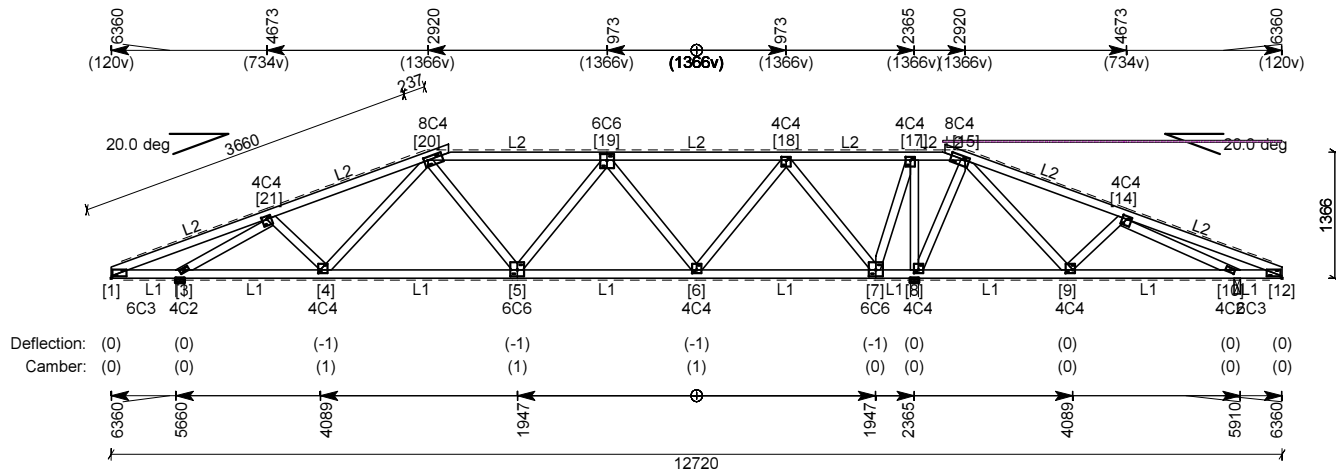 6360 4673 2920 973 973 2365 2920 4673 6360
(120v) (734v) (1366v) (1366v) (1366v) (1366v) (1366v) (1366v) (734v) (120v)
237
3660
8C4 6C6 4C4 4C4 8C4
20.0 deg [20] [19] [18] [17] [15] 20.0 deg
L2 L2 L2 L2 L2
4C4 L2 L2 4C4
[21] [14]
L2 L2
1366
[1] [3] [4] [5] [6] [7] [8] [9] [10] [12]
L1 L1 L1 L1 L1 L1 L1 L1 L1
6C3 4C2 4C4 6C6 4C4 6C6 4C4 4C4 4C2 6C3
Deflection: (0) (0) (-1) (-1) (-1) (-1) (0) (0) (0) (0)
Camber: (0) (0) (1) (1) (1) (0) (0) (0) (0) (0)
6360 5660 4089 1947 1947 2365 4089 5910 6360
12720